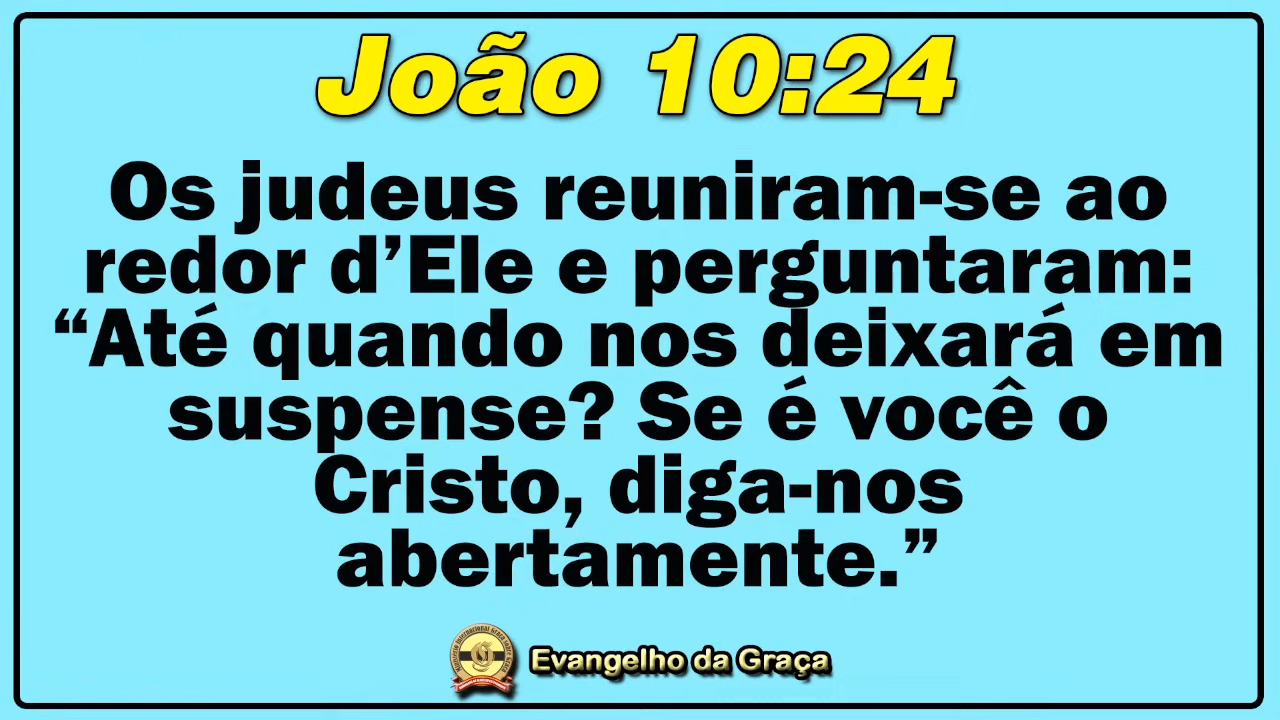 João 10:24
Os judeus reuniram-se ao
redor d’Ele e perguntaram:
“Até quando nos deixará em
suspense? Se é você o
Cristo, diga-nos
abertamente.”
Evangelho da Graça